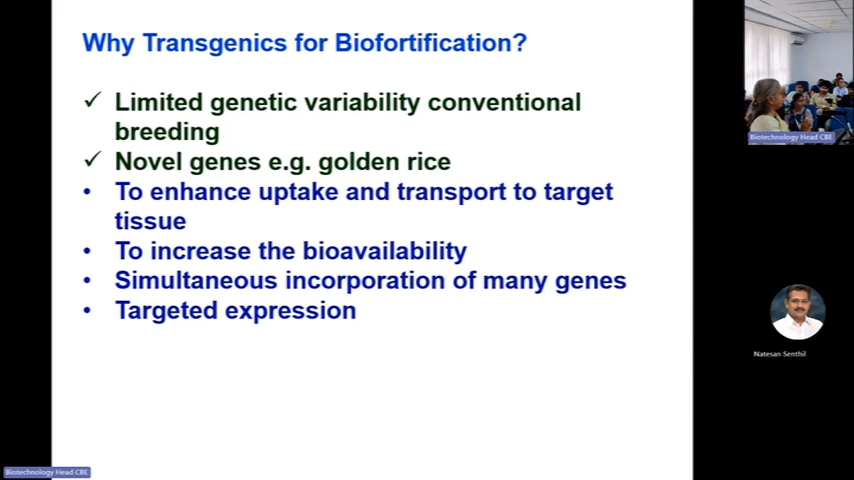 Why Transgenics for Biofortification?
✓ Limited genetic variability conventional
breeding
✓ Novel genes e.g. golden rice
• To enhance uptake and transport to target
tissue
• To increase the bioavailability
• Simultaneous incorporation of many genes
• Targeted expression
Biotechnology Head CBE
Natesan Senthil
Biotechnology Head CBE